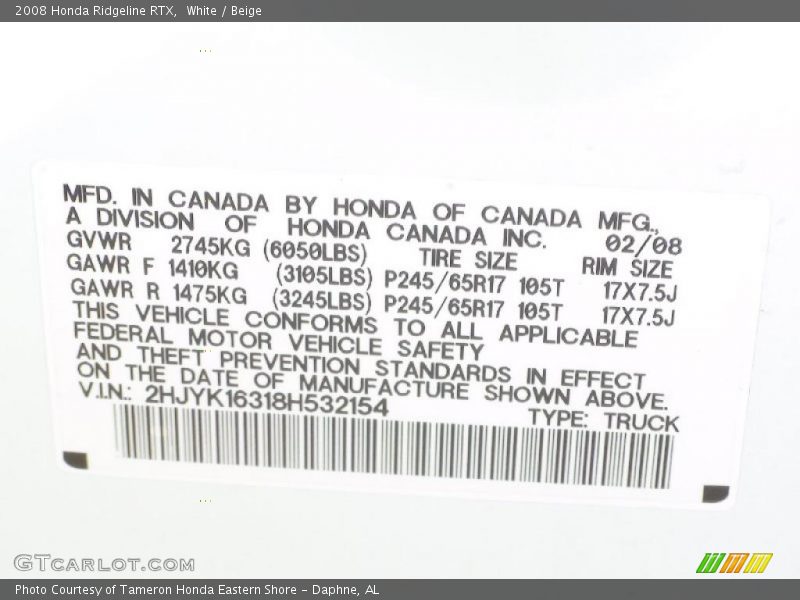 2008 Honda Ridgeline RTX,  White / Beige
MFD. IN CANADA BY HONDA OF CANADA MFG.,
A DIVISION OF HONDA CANADA INC. 02/08
GVWR 2745KG (6050LBS) TIRE SIZE RIM SIZE
GAWR F 1410KG (3105LBS) P245/65R17 105T 17X7.5J
GAWR R 1475KG (3245LBS) P245/65R17 105T 17X7.5J
THIS VEHICLE CONFORMS TO ALL APPLICABLE
FEDERAL MOTOR VEHICLE SAFETY
AND THEFT PREVENTION STANDARDS IN EFFECT
ON THE DATE OF MANUFACTURE SHOWN ABOVE.
V.I.N.: 2HJYK16318H532154 TYPE: TRUCK
GTCARLOT.COM
Photo Courtesy of Tameron Honda Eastern Shore - Daphne, AL